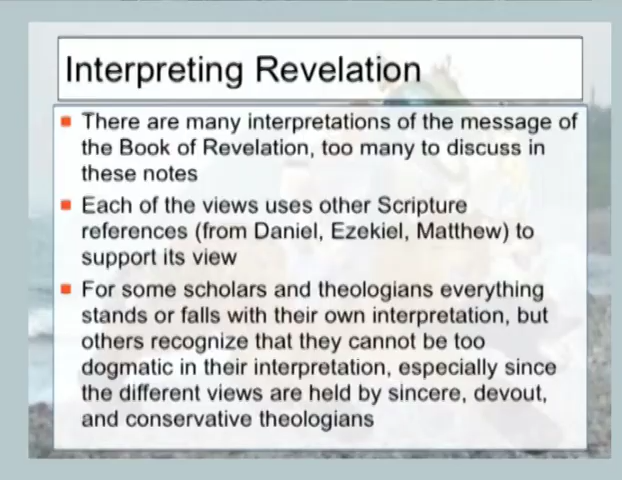 Interpreting Revelation
There are many interpretations of the message of
the Book of Revelation, too many to discuss in
these notes
Each of the views uses other Scripture
references (from Daniel, Ezekiel, Matthew) to
support its view
For some scholars and theologians everything
stands or falls with their own interpretation, but
others recognize that they cannot be too
dogmatic in their interpretation, especially since
the different views are held by sincere, devout,
and conservative theologians